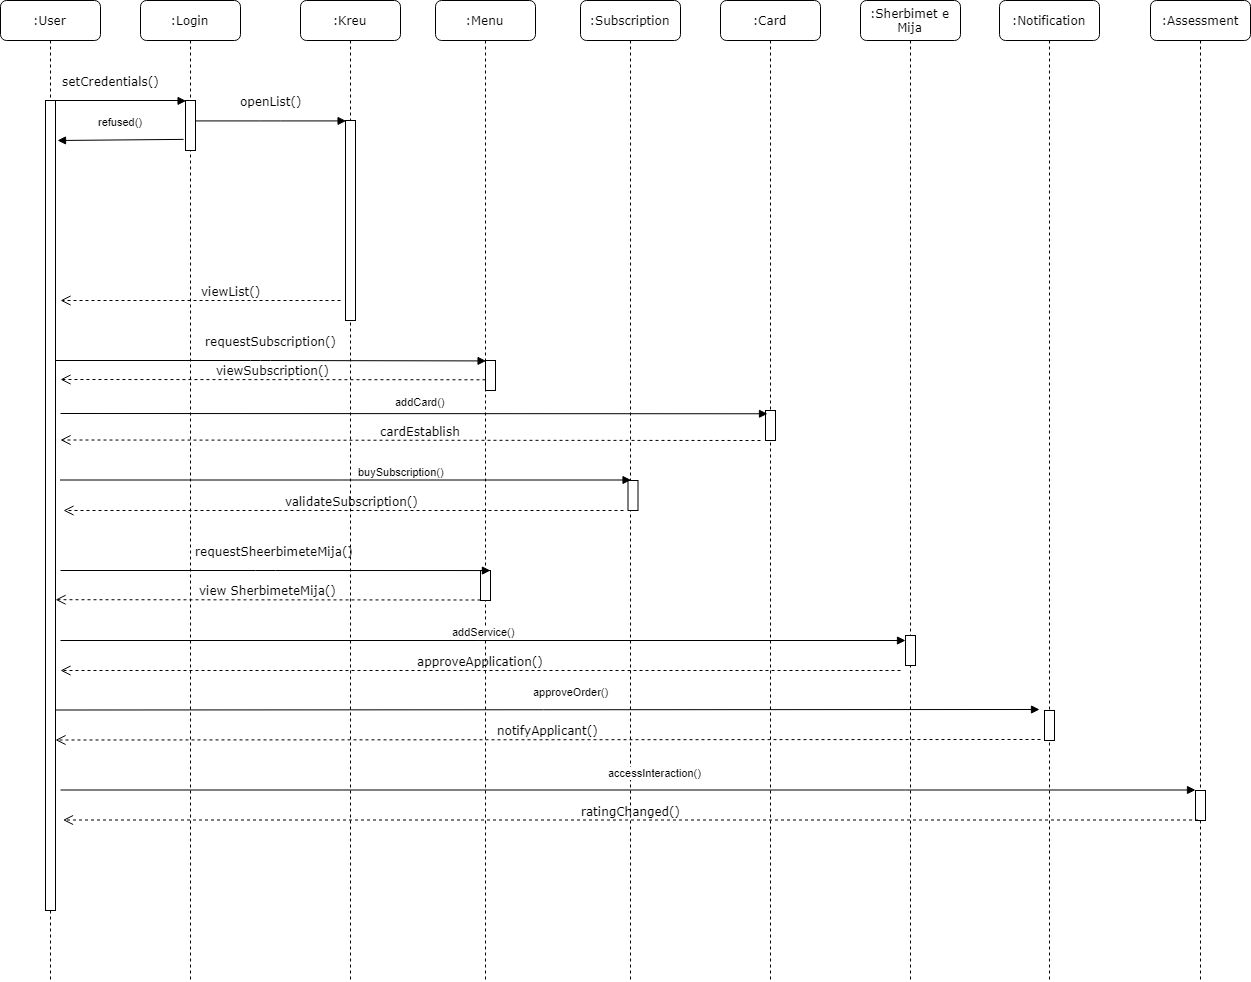 :User
:Login
:Kreu
:Menu
:Subscription
:Card
:Sherbimet e
Mija
:Notification
:Assessment
setCredentials()
openList()
refused()
viewList()
requestSubscription()
viewSubscription()
addCard()
cardEstablish
buySubscription()
validateSubscription()
requestSheerbimeteMija()
view SherbimeteMija()
addService()
approveApplication()
approveOrder()
notifyApplicant()
accessInteraction()
ratingChanged()